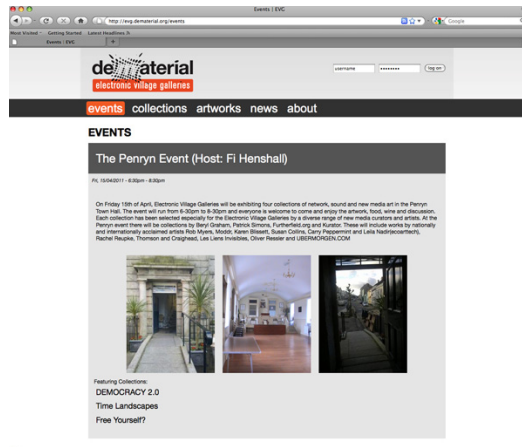 Events | EVG
http://evg.dematerial.org/events
Google
Most Visited Getting Started Latest Headlines
Events | EVG
dematerial
electronic village galleries
username
log on
events collections artworks news about
EVENTS
The Penryn Event (Host: Fi Henshall)
Fri, 15/04/2011 - 6:30pm - 8:30pm
On Friday 15th of April, Electronic Village Galleries will be exhibiting four collections of network, sound and new media art in the Penryn
Town Hall. The event will run from 6-30pm to 8-30pm and everyone is welcome to come and enjoy the artwork, food, wine and discussion.
Each collection has been selected especially for the Electronic Village Galleries by a diverse range of new media curators and artists. At the
Penryn event there will be collections by Beryl Graham, Patrick Simons, Furtherfield.org and Kurator. These will include works by nationally
and internationally acclaimed artists Rob Myers, Moddr, Karen Blissett, Susan Collins, Carry Peppermint and Leila Nadir(ecoarttech),
Rachel Reupke, Thomson and Craighead, Les Liens Invisibles, Oliver Ressler and UBERMORGEN.COM
Featuring Collections:
DEMOCRACY 2.0
Time Landscapes
Free Yourself?